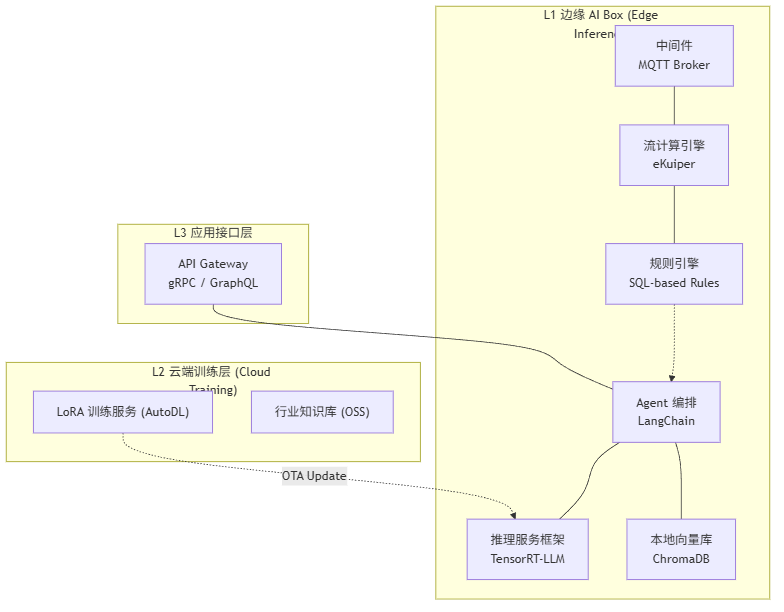 L1 边缘 AI Box (Edge
Inferen
中间件
MQTT Broker
流计算引擎
eKuiper
规则引擎
SQL-based Rules
L3 应用接口层
API Gateway
gRPC / GraphQL
L2 云端训练层 (Cloud
Training)
LoRA 训练服务 (AutoDL)
行业知识库 (OSS)
Agent 编排
LangChain
OTA Update
推理服务框架
TensorRT-LLM
本地向量库
ChromaDB